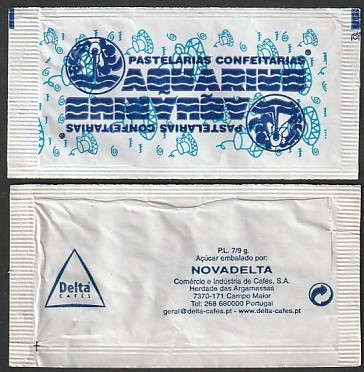 PASTELARIAS CONFEITARIAS
AQUARIUS
AQUARIUS
PASTELARIAS CONFEITARIAS
Delta
CAFÉS
P.L. 7/9 g.
Açúcar embalado por:
NOVADELTA
Comércio e Indústria de Cafés, S.A.
Herdade das Argamassas
7370-171 Campo Maior
Tel: 268 680000 Portugal
geral@delta-cafes.pt - www.delta-cafes.pt